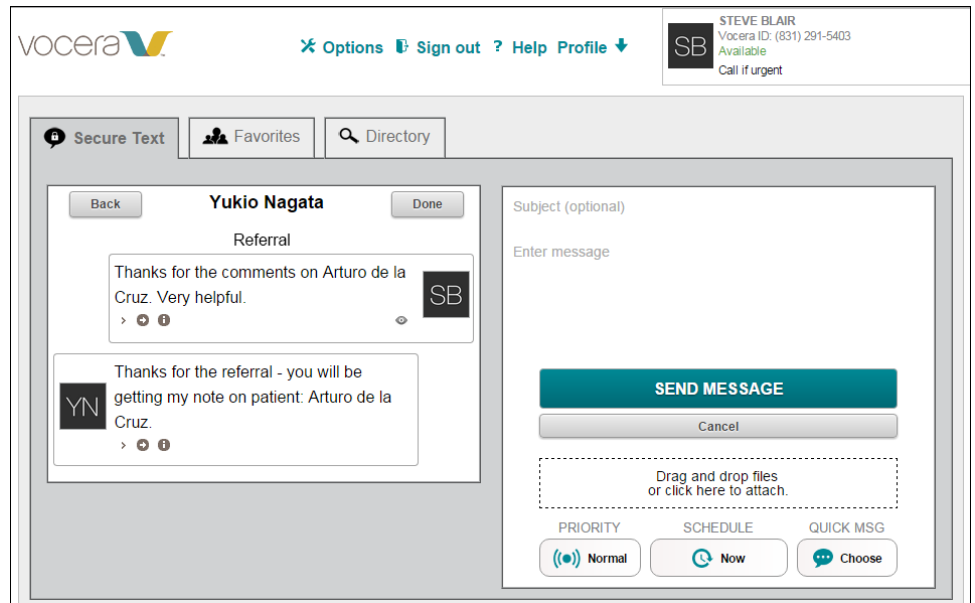 vocera
Options Sign out ? Help Profile
SB
STEVE BLAIR
Vocera ID: (831) 291-5403
Available
Call if urgent
Secure Text
Favorites
Directory
Back
Yukio Nagata
Done
Referral
Thanks for the comments on Arturo de la
Cruz. Very helpful.
SB
YN
Thanks for the referral - you will be
getting my note on patient: Arturo de la
Cruz.
Subject (optional)
Enter message
SEND MESSAGE
Cancel
Drag and drop files
or click here to attach.
PRIORITY SCHEDULE QUICK MSG
Normal Now Choose